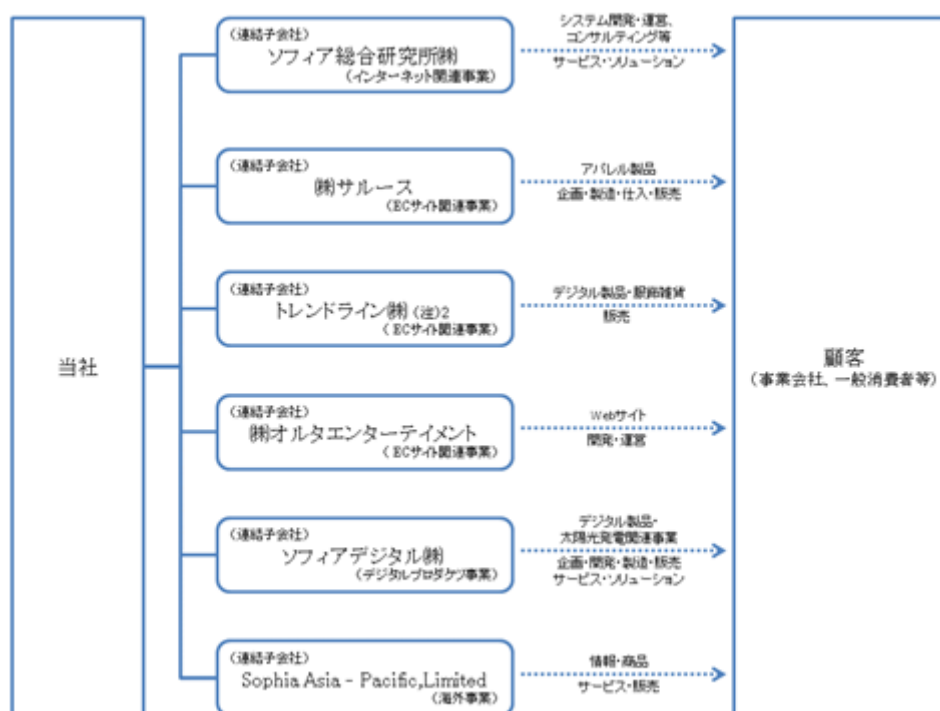 当社
(連結子会社)
ソフィア総合研究所㈱
(インターネット関連事業)
システム開発・運営、
コンサルティング等
サービス・ソリューション
(連結子会社)
㈱サルース
(ECサイト関連事業)
アパレル製品
企画・製造・仕入・販売
(連結子会社)
トレンドライン㈱ (注)2
(ECサイト関連事業)
デジタル製品・服飾雑貨
販売
(連結子会社)
㈱オルタエンターテイメント
(ECサイト関連事業)
Webサイト
開発・運営
(連結子会社)
ソフィアデジタル㈱
(デジタルプロダクツ事業)
デジタル製品・
太陽光発電関連事業
企画・開発・製造・販売
サービス・ソリューション
(連結子会社)
Sophia Asia - Pacific,Limited
(海外事業)
情報・商品
サービス・販売
顧客
(事業会社、一般消費者等)